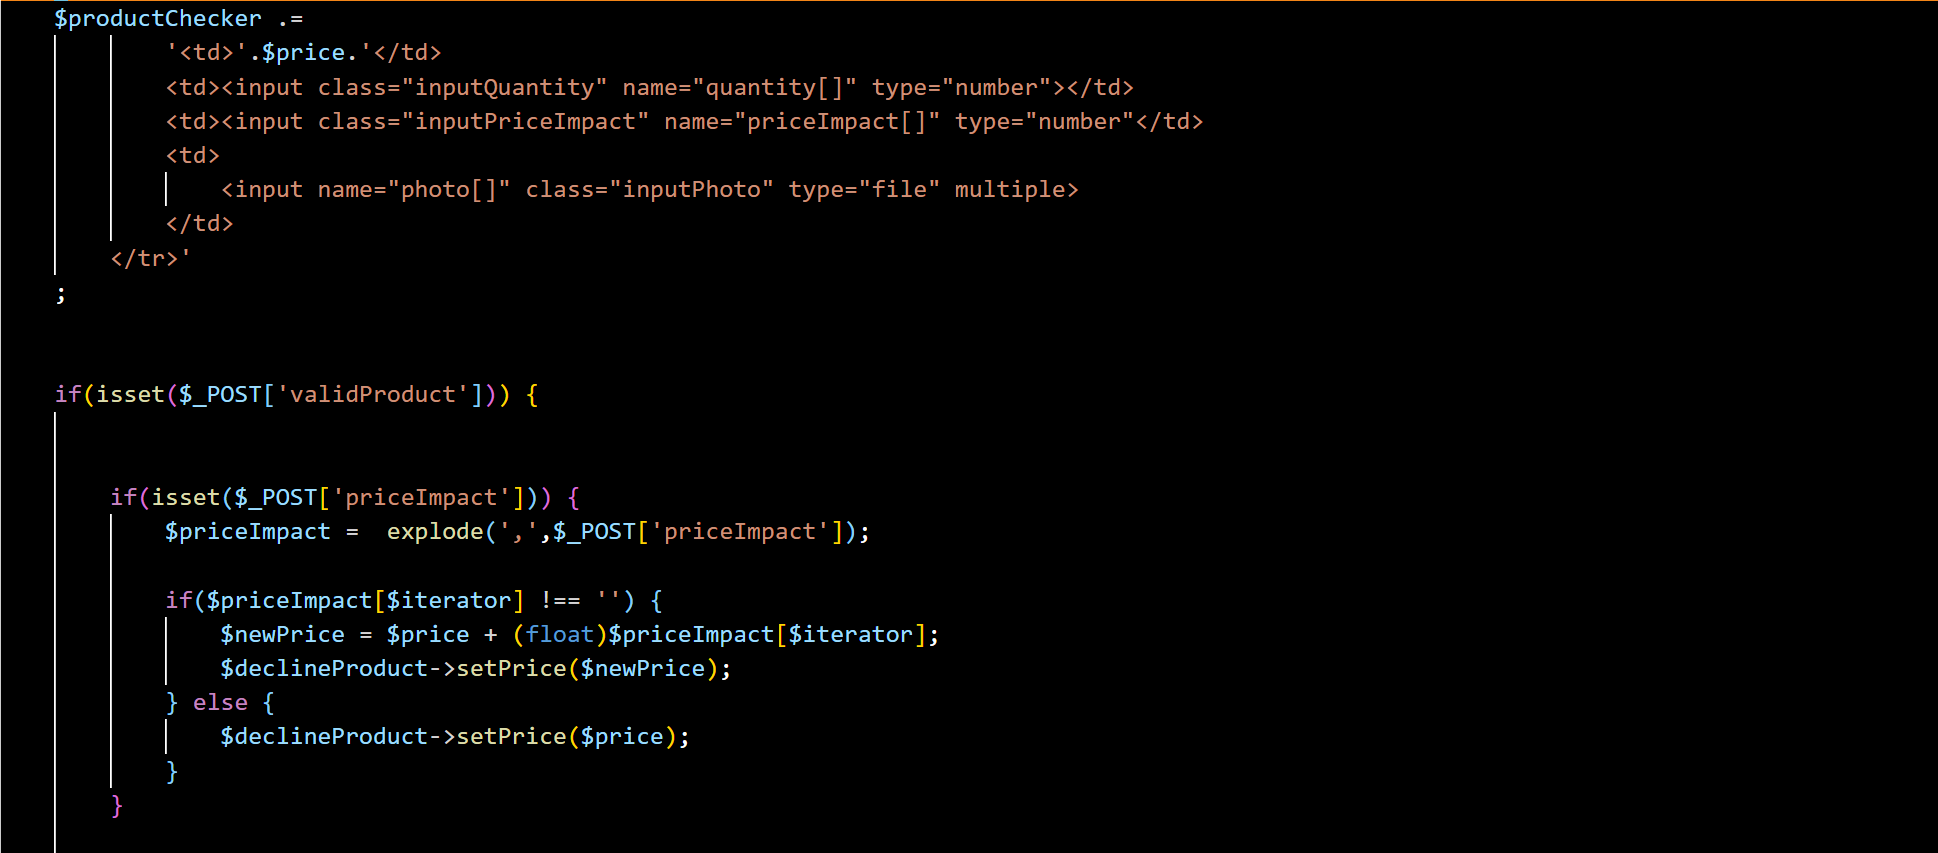 $productChecker .=
'<td>'.$price.'</td>
<td><input class="inputQuantity" name="quantity[]" type="number"></td>
<td><input class="inputPriceImpact" name="priceImpact[]" type="number"</td>
<td>
<input name="photo[]" class="inputPhoto" type="file" multiple>
</td>
</tr>'
;
if(isset($_POST['validProduct'])) {
if(isset($_POST['priceImpact'])) {
$priceImpact =  explode(',',$_POST['priceImpact']);
if($priceImpact[$iterator] !== '') {
$newPrice = $price + (float)$priceImpact[$iterator];
$declineProduct->setPrice($newPrice);
} else {
$declineProduct->setPrice($price);
}
}